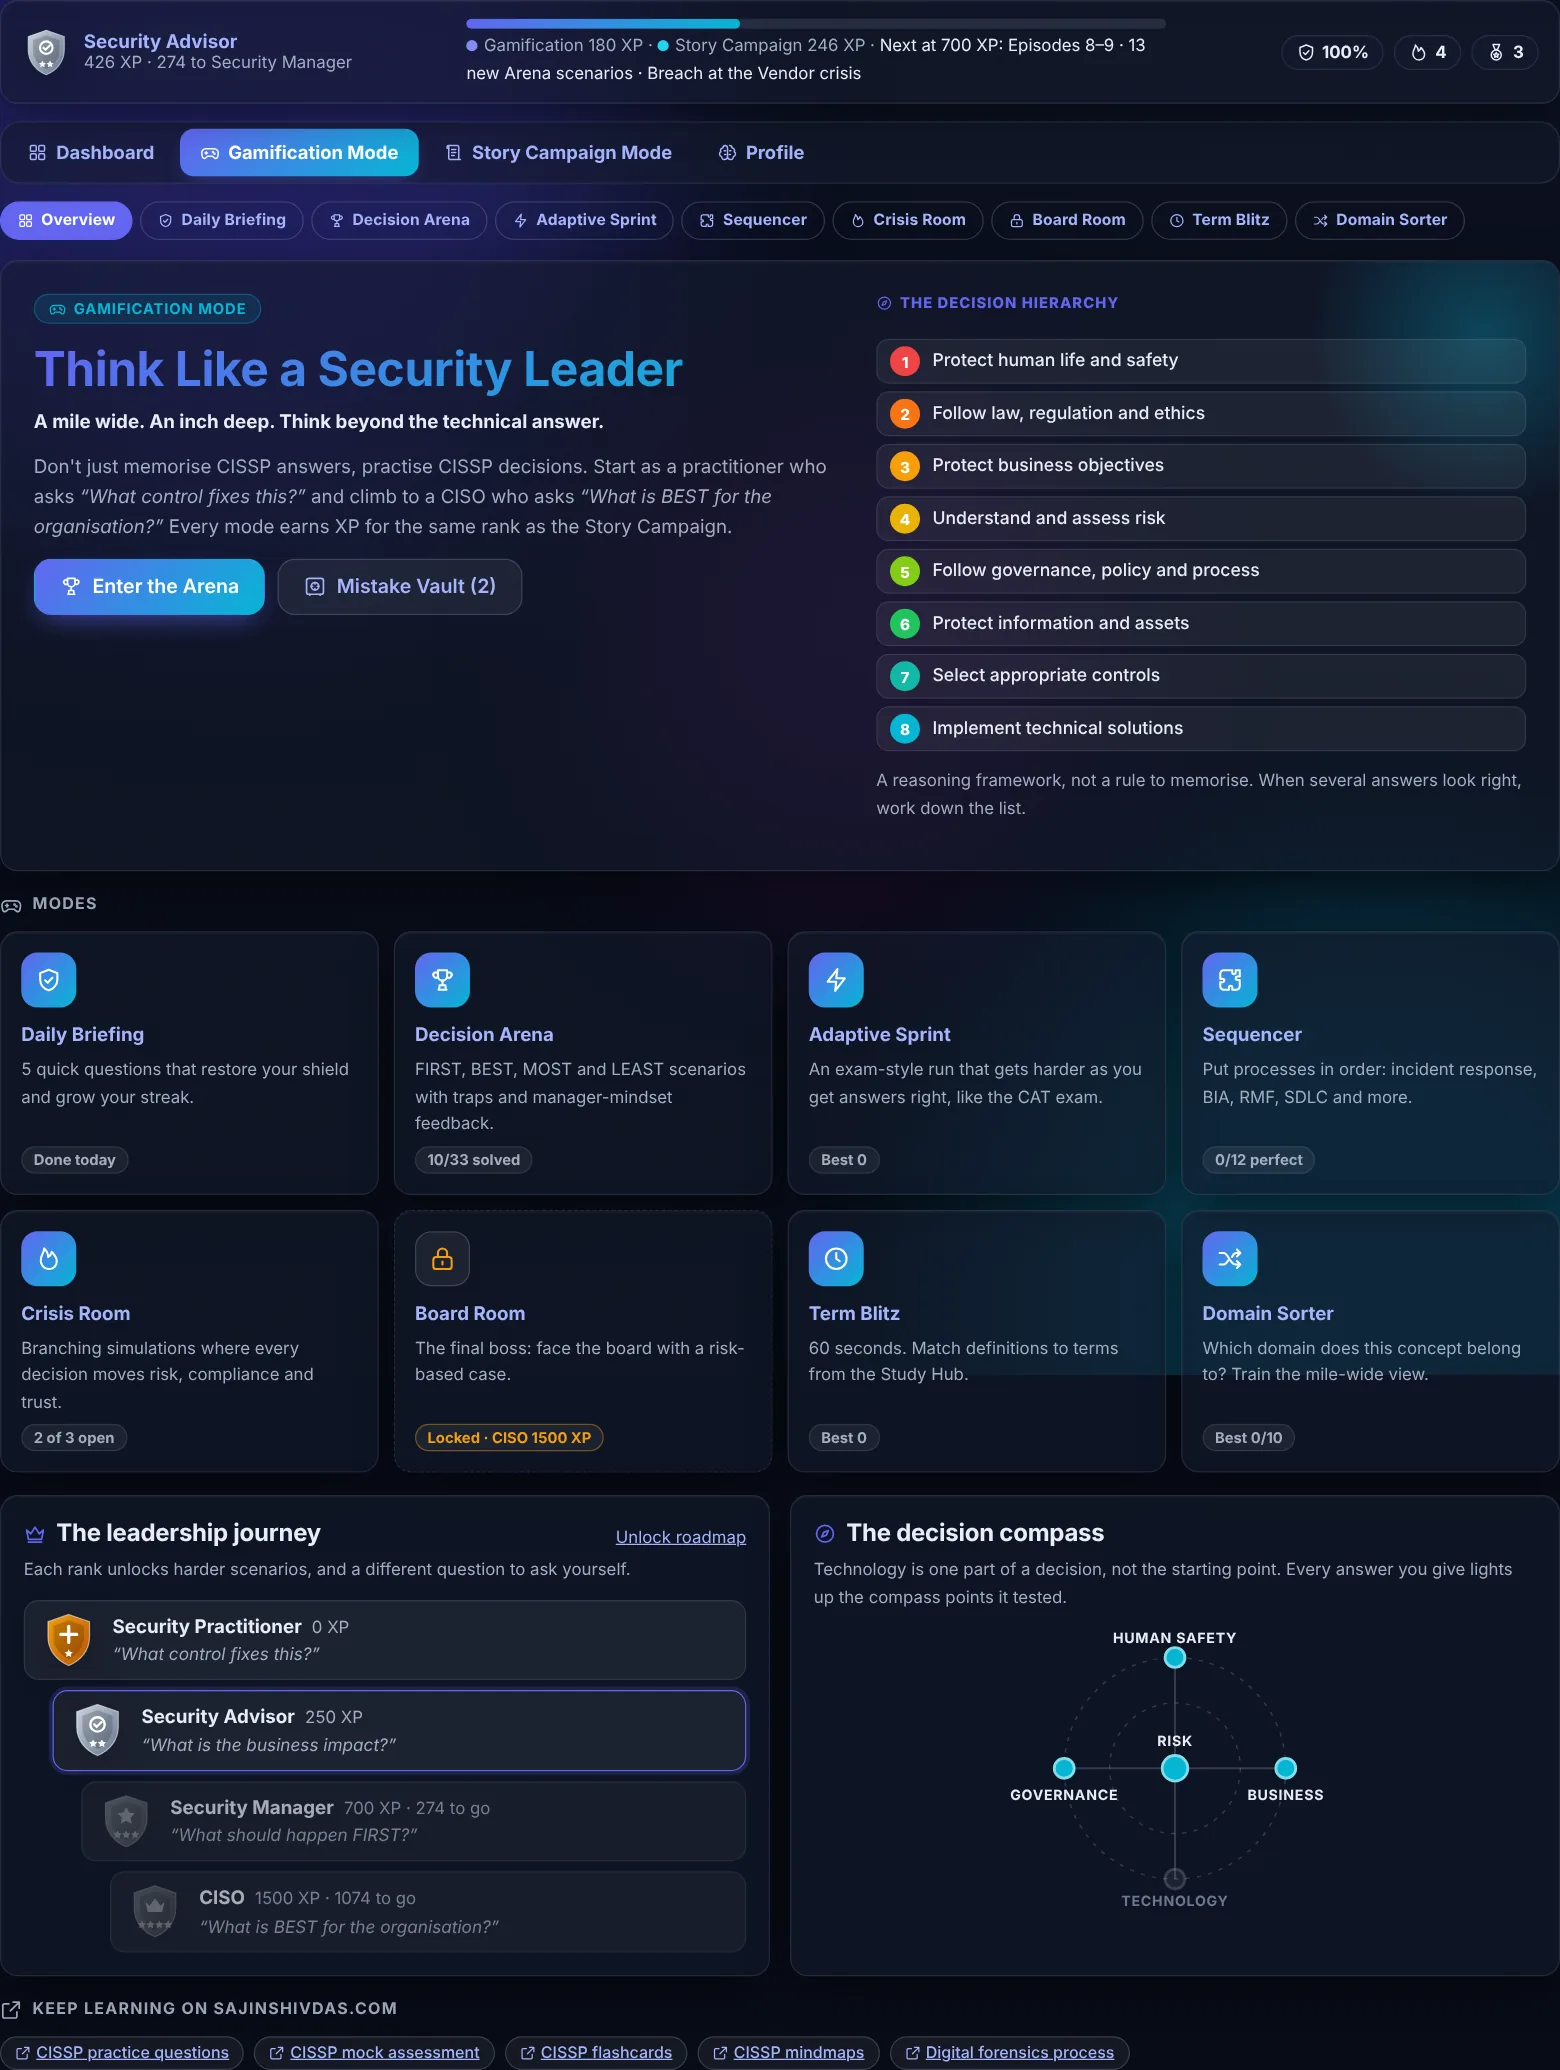 Security Advisor
426 XP · 274 to Security Manager
Gamification 180 XP · Story Campaign 246 XP · Next at 700 XP: Episodes 8–9 · 13
new Arena scenarios · Breach at the Vendor crisis
100%
4
3
Dashboard
Gamification Mode
Story Campaign Mode
Profile
Overview
Daily Briefing
Decision Arena
Adaptive Sprint
Sequencer
Crisis Room
Board Room
Term Blitz
Domain Sorter
GAMIFICATION MODE
Think Like a Security Leader
A mile wide. An inch deep. Think beyond the technical answer.
Don't just memorise CISSP answers, practise CISSP decisions. Start as a practitioner who
asks “What control fixes this?” and climb to a CISO who asks “What is BEST for the
organisation?” Every mode earns XP for the same rank as the Story Campaign.
Enter the Arena
Mistake Vault (2)
THE DECISION HIERARCHY
1 Protect human life and safety
2 Follow law, regulation and ethics
3 Protect business objectives
4 Understand and assess risk
5 Follow governance, policy and process
6 Protect information and assets
7 Select appropriate controls
8 Implement technical solutions
A reasoning framework, not a rule to memorise. When several answers look right,
work down the list.
MODES
Daily Briefing
5 quick questions that restore your shield
and grow your streak.
Done today
Decision Arena
FIRST, BEST, MOST and LEAST scenarios
with traps and manager-mindset
feedback.
10/33 solved
Adaptive Sprint
An exam-style run that gets harder as you
get answers right, like the CAT exam.
Best 0
Sequencer
Put processes in order: incident response,
BIA, RMF, SDLC and more.
0/12 perfect
Crisis Room
Branching simulations where every
decision moves risk, compliance and
trust.
2 of 3 open
Board Room
The final boss: face the board with a risk-
based case.
Locked · CISO 1500 XP
Term Blitz
60 seconds. Match definitions to terms
from the Study Hub.
Best 0
Domain Sorter
Which domain does this concept belong
to? Train the mile-wide view.
Best 0/10
The leadership journey
Unlock roadmap
Each rank unlocks harder scenarios, and a different question to ask yourself.
Security Practitioner 0 XP
“What control fixes this?”
Security Advisor 250 XP
“What is the business impact?”
Security Manager 700 XP · 274 to go
“What should happen FIRST?”
CISO 1500 XP · 1074 to go
“What is BEST for the organisation?”
The decision compass
Technology is one part of a decision, not the starting point. Every answer you give lights
up the compass points it tested.
HUMAN SAFETY
RISK
GOVERNANCE
BUSINESS
TECHNOLOGY
KEEP LEARNING ON SAJINSHIVDAS.COM
CISSP practice questions
CISSP mock assessment
CISSP flashcards
CISSP mindmaps
Digital forensics process